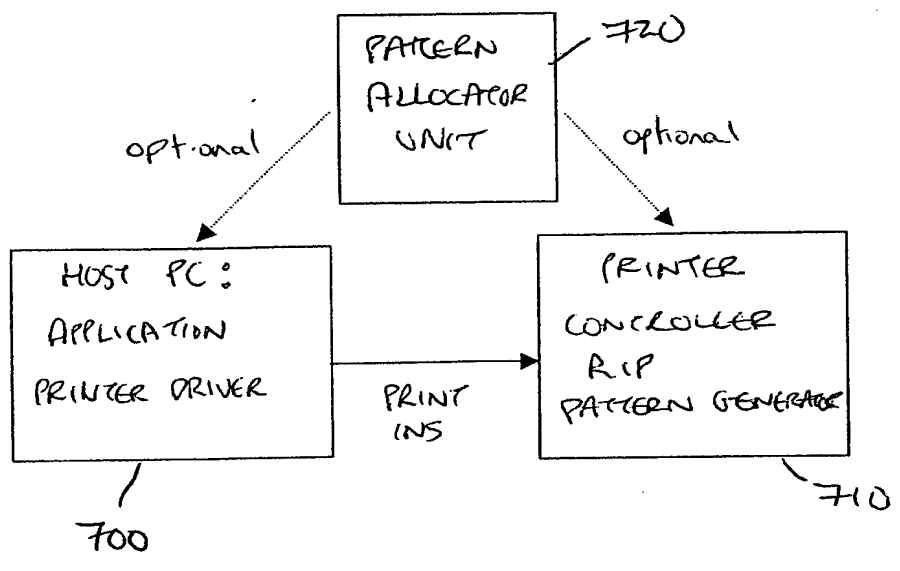 720
PATTERN
ALLOCATOR
UNIT
optional
optional
HOST PC:
APPLICATION
PRINTER DRIVER
PRINTER
CONTROLLER
RIP
PATTERN GENERATOR
PRINT
INS
700
710